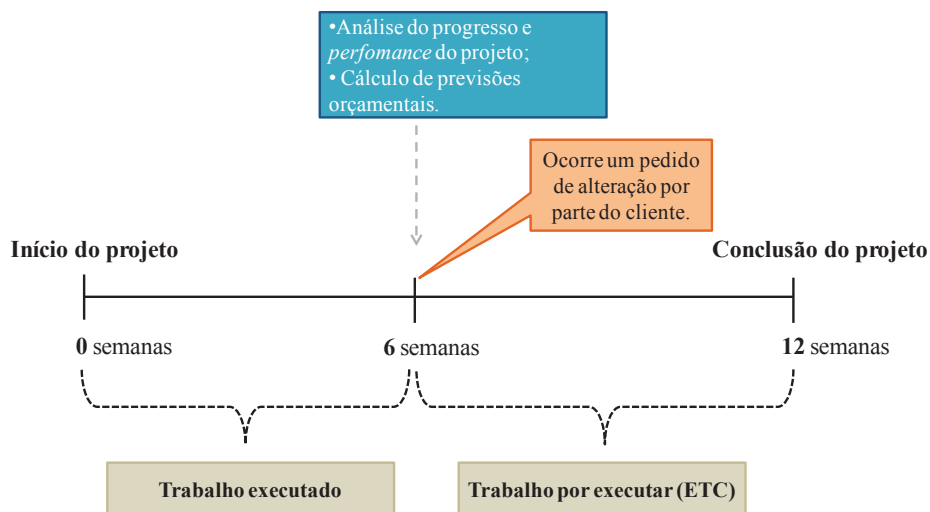 •Análise do progresso e
perfomance do projeto;
• Cálculo de previsões
orçamentais.
Ocorre um pedido
de alteração por
parte do cliente.
Início do projeto
Conclusão do projeto
0 semanas
6 semanas
12 semanas
Trabalho executado
Trabalho por executar (ETC)